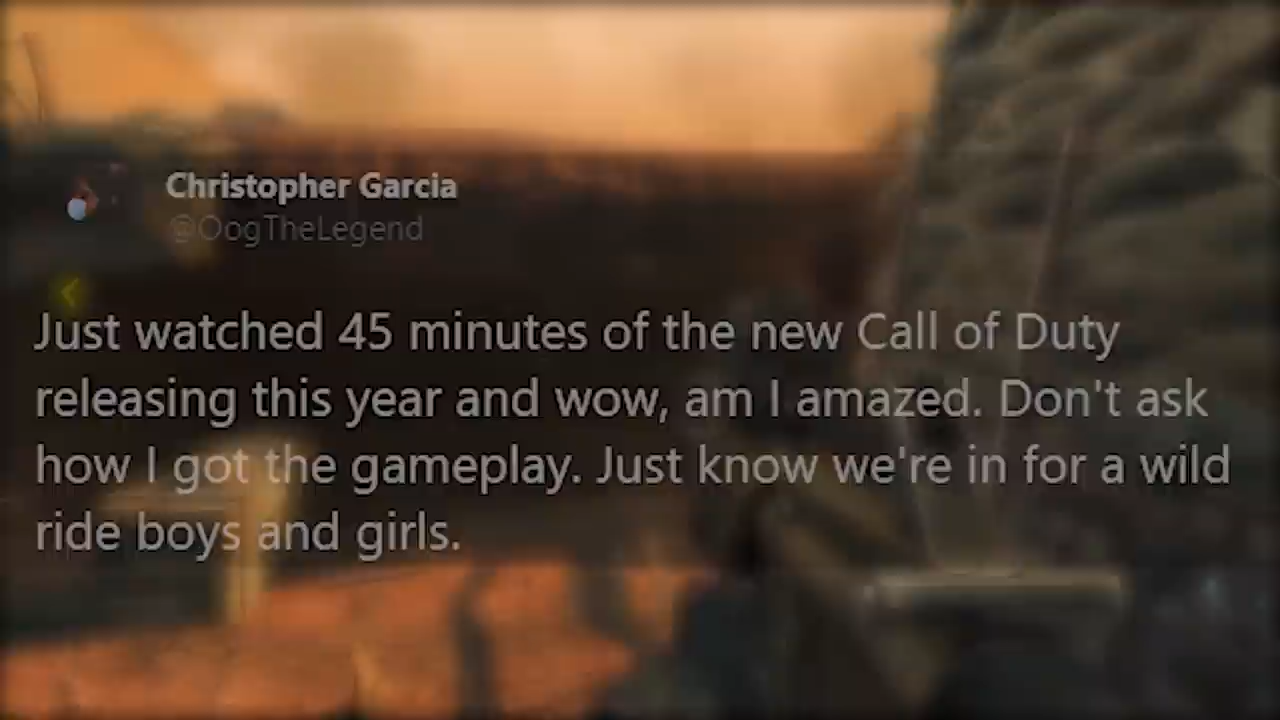 Christopher Garcia
@OogTheLegend
Just watched 45 minutes of the new Call of Duty
releasing this year and wow, am I amazed. Don't ask
how I got the gameplay. Just know we're in for a wild
ride boys and girls.